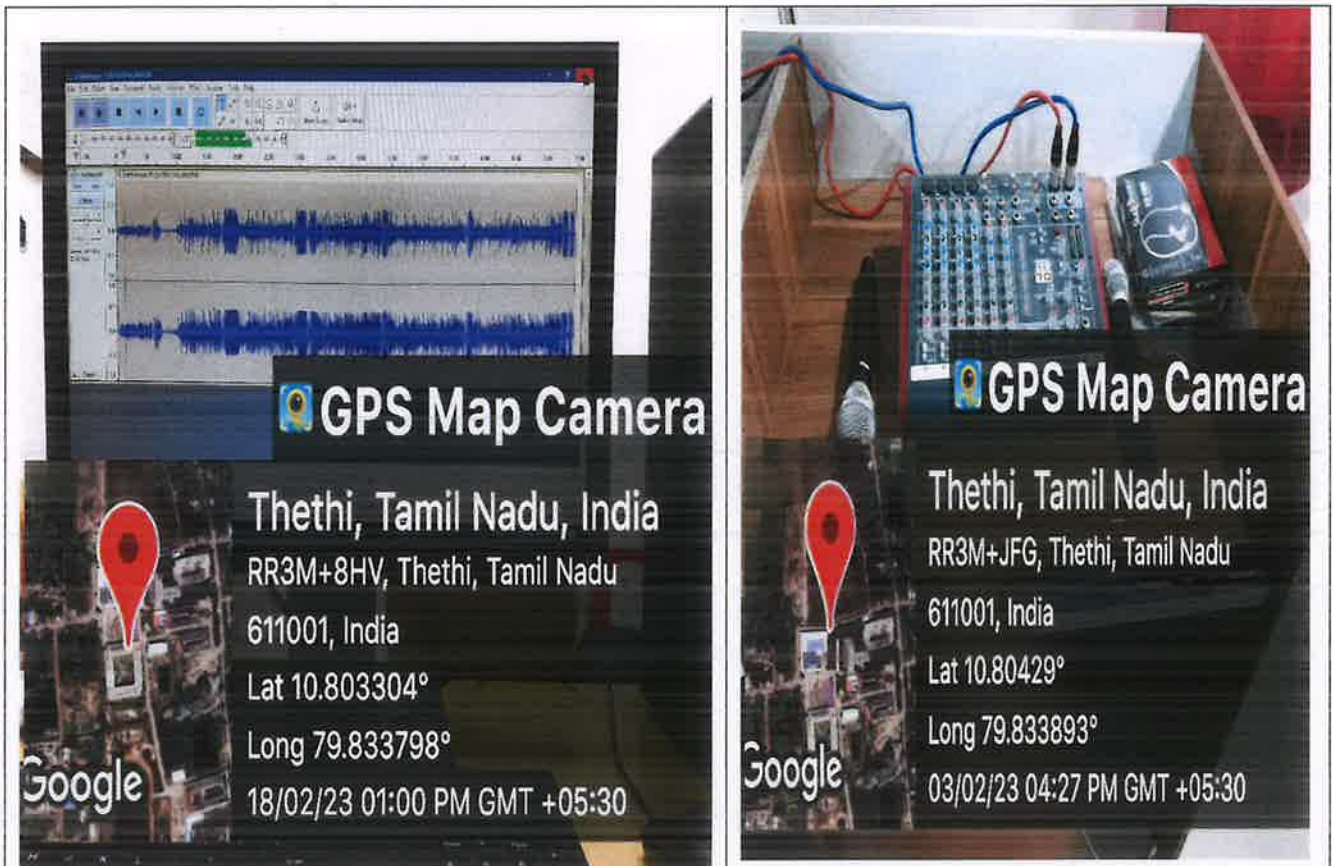 GPS Map Camera
Thethi, Tamil Nadu, India
RR3M+8HV, Thethi, Tamil Nadu
611001, India
Lat 10.803304°
Long 79.833798°
18/02/23 01:00 PM GMT +05:30
Google
GPS Map Camera
Thethi, Tamil Nadu, India
RR3M+JFG, Thethi, Tamil Nadu
611001, India
Lat 10.80429°
Long 79.833893°
03/02/23 04:27 PM GMT +05:30
Google